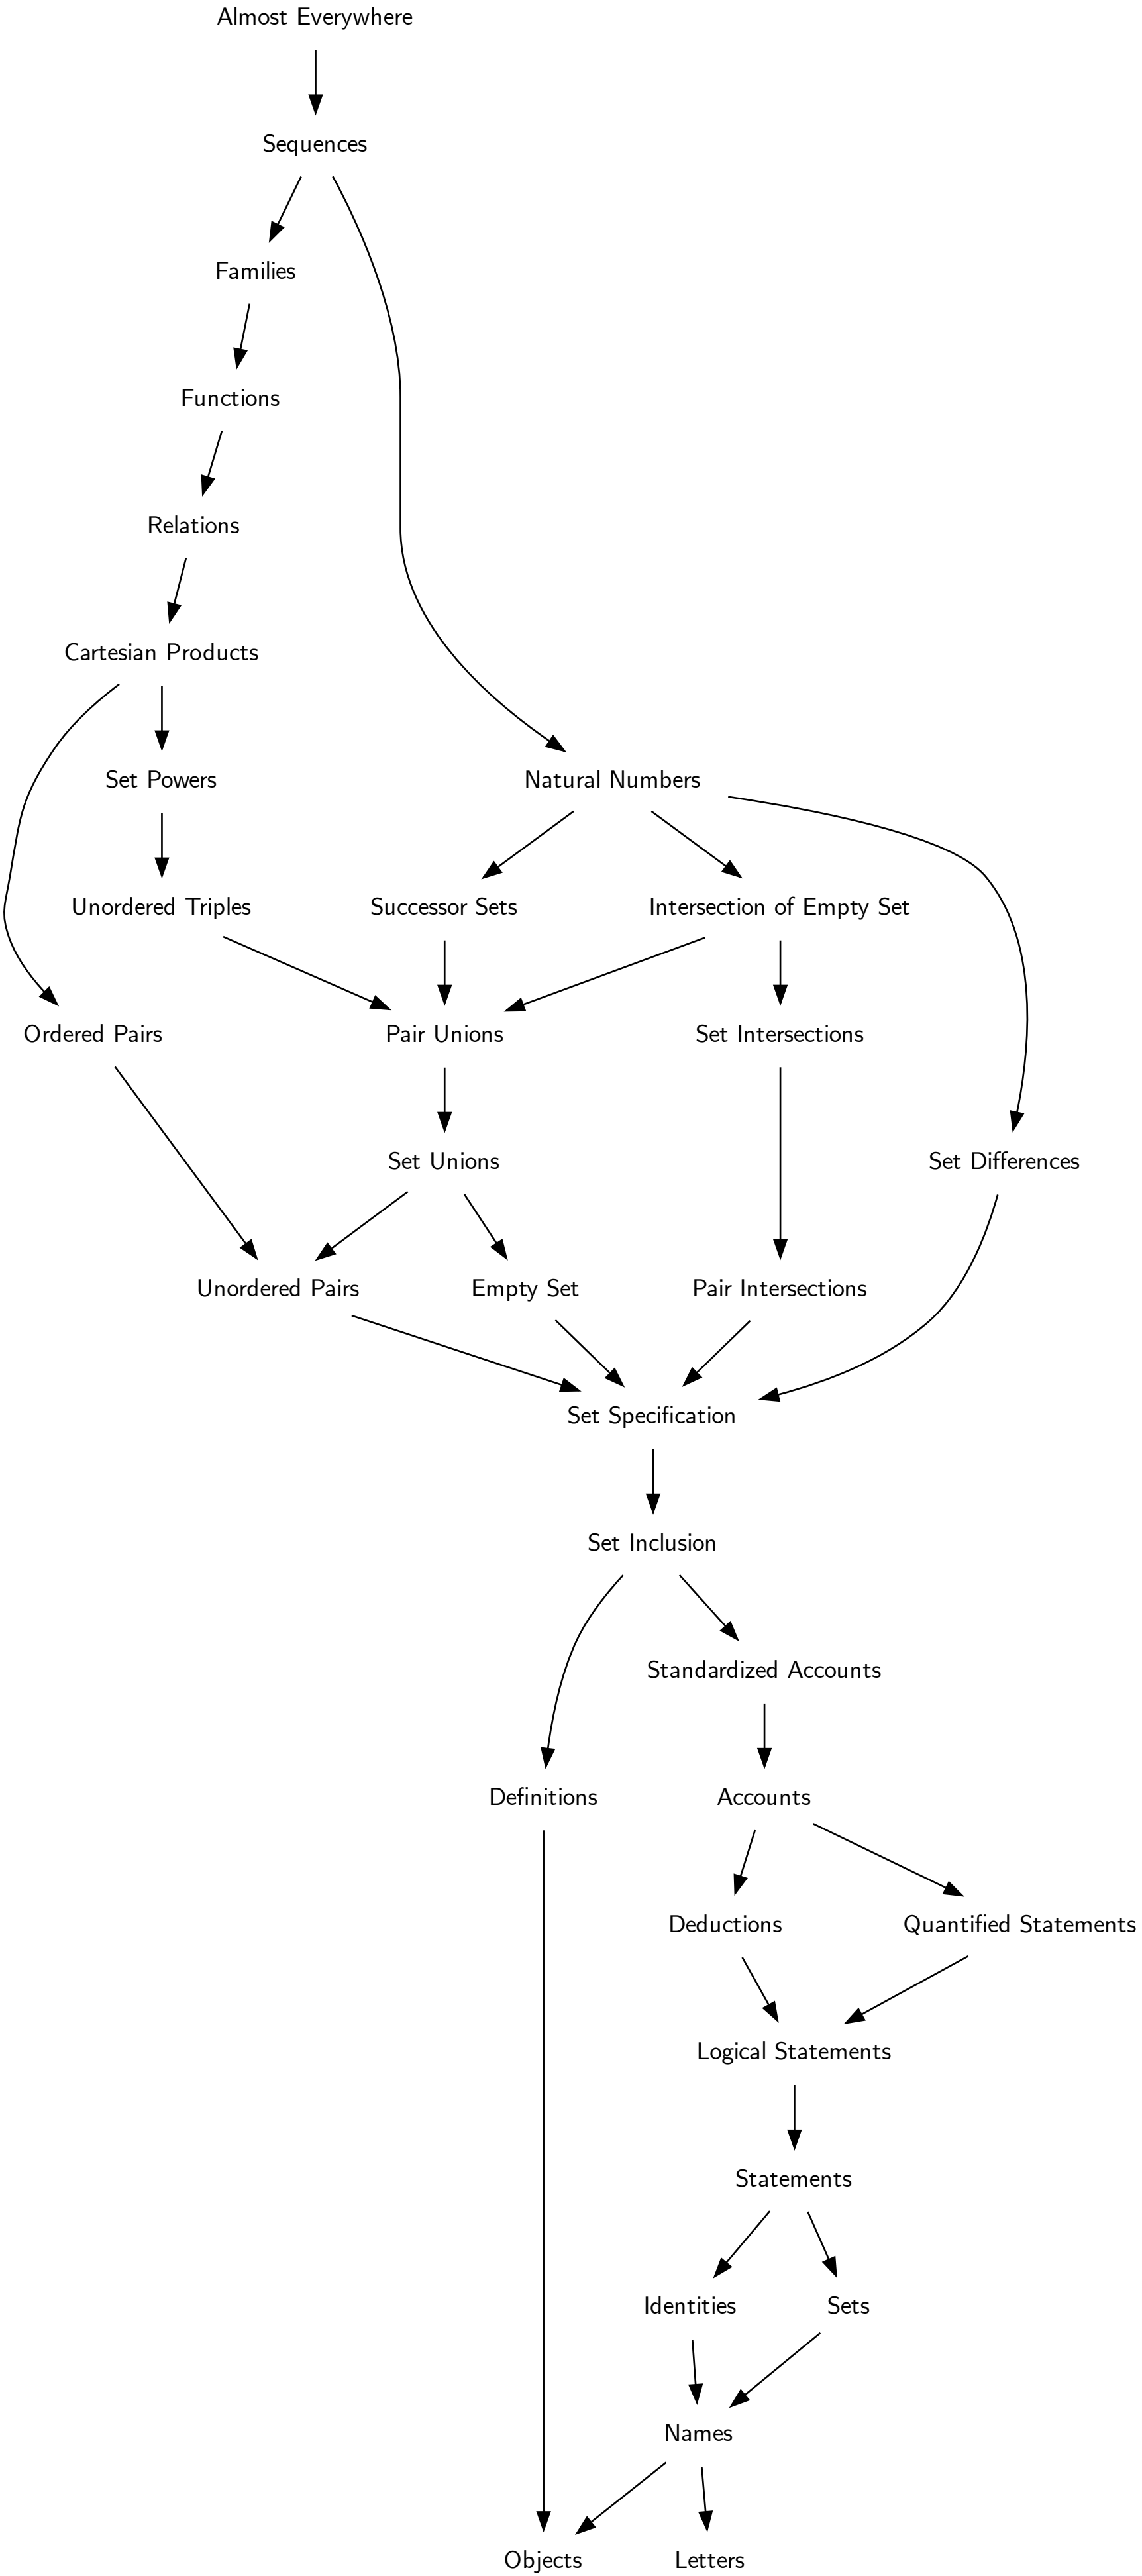 Almost Everywhere
Sequences
Families
Functions
Relations
Cartesian Products
Set Powers
Natural Numbers
Unordered Triples
Successor Sets
Intersection of Empty Set
Ordered Pairs
Pair Unions
Set Intersections
Set Unions
Set Differences
Unordered Pairs
Empty Set
Pair Intersections
Set Specification
Set Inclusion
Standardized Accounts
Definitions
Accounts
Deductions
Quantified Statements
Logical Statements
Statements
Identities
Sets
Names
Objects
Letters